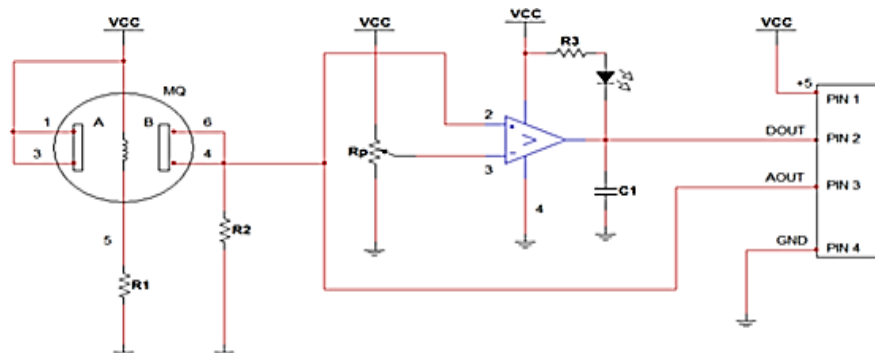 VCC
VCC
VCC
VCC
R3
MQ
+5
PIN 1
1
A
B
6
2
DOUT
PIN 2
3
4
Rp
3
AOUT
PIN 3
C1
R2
4
5
GND
PIN 4
R1